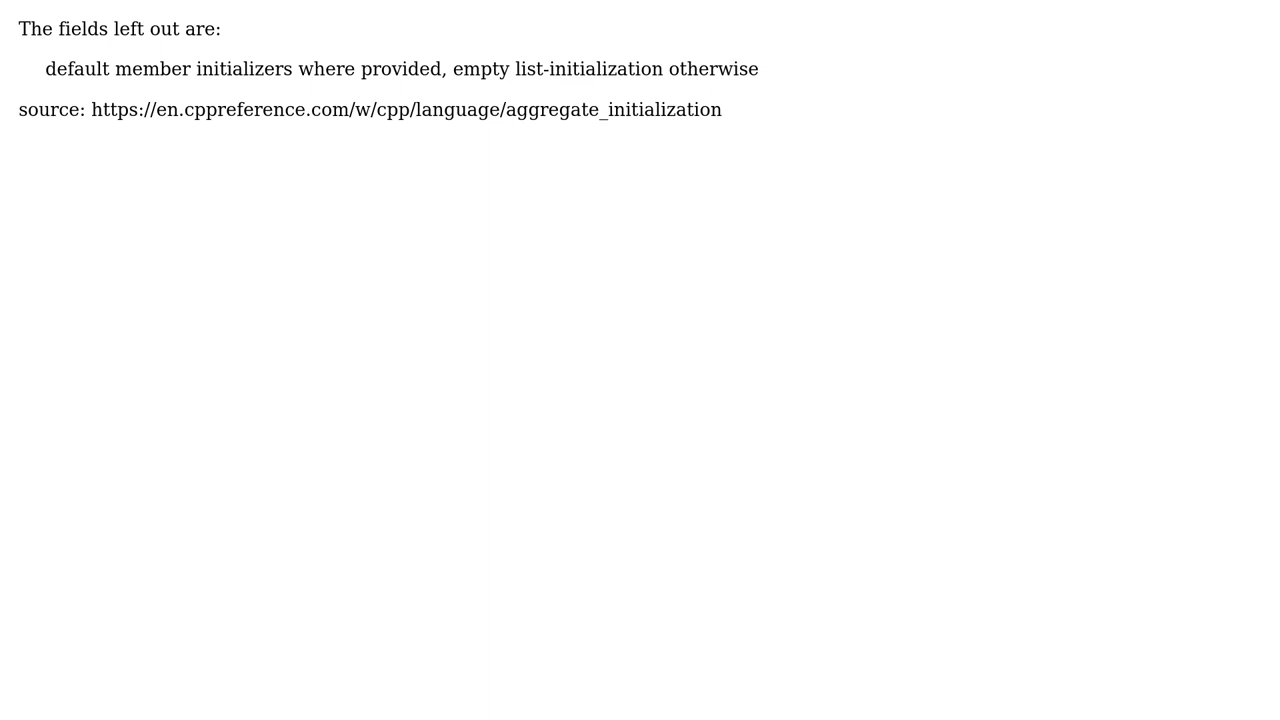 The fields left out are:
default member initializers where provided, empty list-initialization otherwise
source: https://en.cppreference.com/w/cpp/language/aggregate_initialization